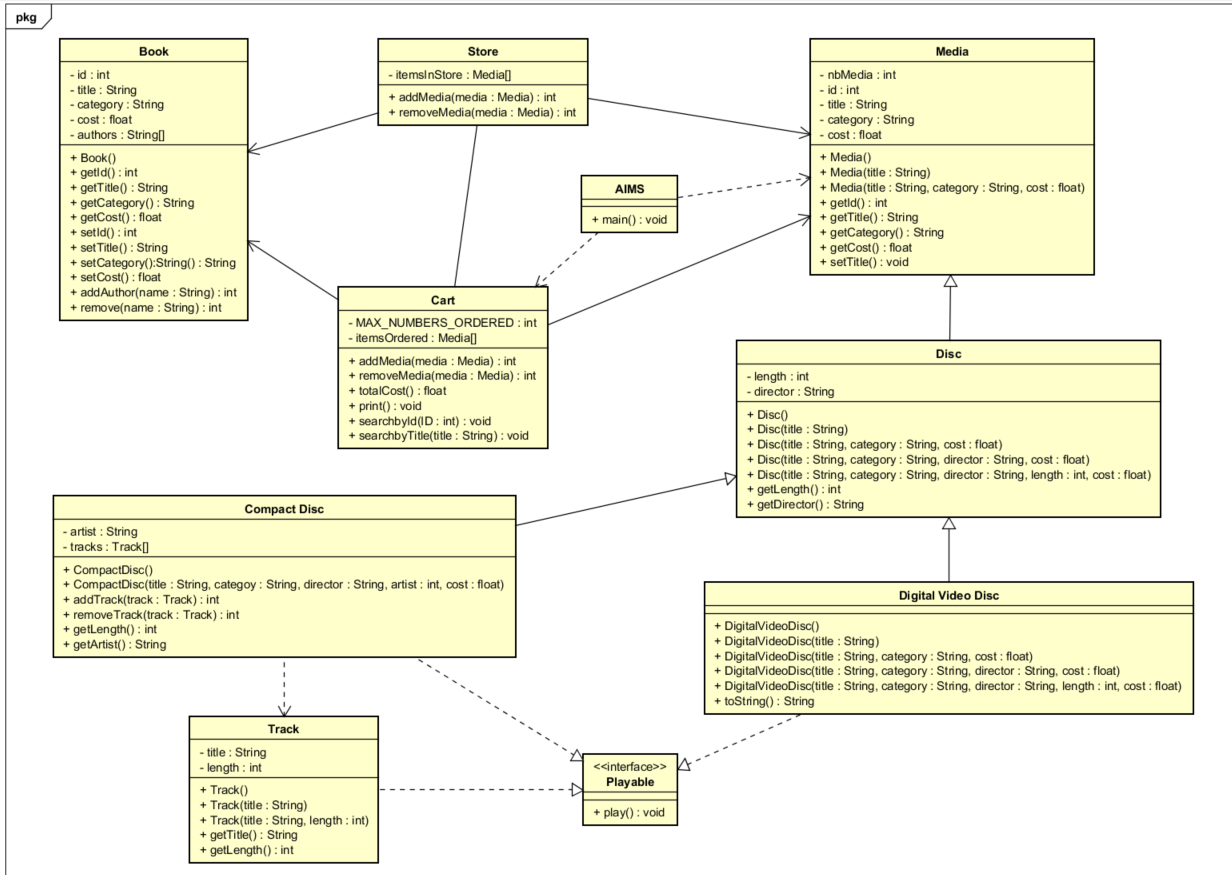 pkg
Book
- id : int
- title : String
- category : String
- cost : float
- authors : String[]
+ Book()
+ getId() : int
+ getTitle() : String
+ getCategory() : String
+ getCost() : float
+ setId() : int
+ setTitle() : String
+ setCategory():String() : String
+ setCost() : float
+ addAuthor(name : String) : int
+ remove(name : String) : int
Store
- itemsInStore : Media[]
+ addMedia(media : Media) : int
+ removeMedia(media : Media) : int
Media
- nbMedia : int
- id : int
- title : String
- category : String
- cost : float
+ Media()
+ Media(title : String)
+ Media(title : String, category : String, cost : float)
+ getId() : int
+ getTitle() : String
+ getCategory() : String
+ getCost() : float
+ setTitle() : void
AIMS
+ main() : void
Cart
- MAX_NUMBERS_ORDERED : int
- itemsOrdered : Media[]
+ addMedia(media : Media) : int
+ removeMedia(media : Media) : int
+ totalCost() : float
+ print() : void
+ searchbyId(ID : int) : void
+ searchbyTitle(title : String) : void
Disc
- length : int
- director : String
+ Disc()
+ Disc(title : String)
+ Disc(title : String, category : String, cost : float)
+ Disc(title : String, category : String, director : String, cost : float)
+ Disc(title : String, category : String, director : String, length : int, cost : float)
+ getLength() : int
+ getDirector() : String
Compact Disc
- artist : String
- tracks : Track[]
+ CompactDisc()
+ CompactDisc(title : String, categoy : String, director : String, artist : int, cost : float)
+ addTrack(track : Track) : int
+ removeTrack(track : Track) : int
+ getLength() : int
+ getArtist() : String
Digital Video Disc
+ DigitalVideoDisc()
+ DigitalVideoDisc(title : String)
+ DigitalVideoDisc(title : String, category : String, cost : float)
+ DigitalVideoDisc(title : String, category : String, director : String, cost : float)
+ DigitalVideoDisc(title : String, category : String, director : String, length : int, cost : float)
+ toString() : String
Track
- title : String
- length : int
+ Track()
+ Track(title : String)
+ Track(title : String, length : int)
+ getTitle() : String
+ getLength() : int
<<interface>>
Playable
+ play() : void